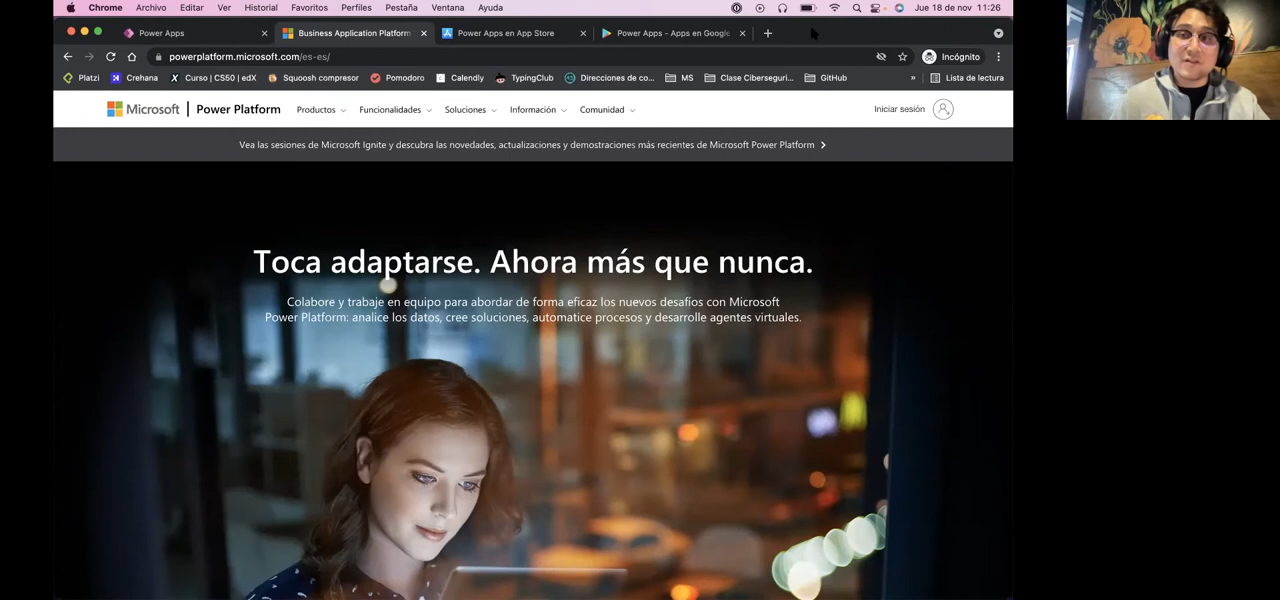 Chrome Archivo Editar Ver Historial Favoritos Perfiles Pestaña Ventana Ayuda Jue 18 de nov 11:26
Power Apps Business Application Platform Power Apps en App Store Power Apps - Apps en Google
powerplatform.microsoft.com/es-es/ Incógnito
Platzi Crehana Curso | CS50 | edX Squoosh compresor Pomodoro Calendly TypingClub Direcciones de co... MS Clase Ciberseguri... GitHub » Lista de lectura
Microsoft | Power Platform Productos Funcionalidades Soluciones Información Comunidad Iniciar sesión
Vea las sesiones de Microsoft Ignite y descubra las novedades, actualizaciones y demostraciones más recientes de Microsoft Power Platform
Toca adaptarse. Ahora más que nunca.
Colabore y trabaje en equipo para abordar de forma eficaz los nuevos desafíos con Microsoft
Power Platform: analice los datos, cree soluciones, automatice procesos y desarrolle agentes virtuales.